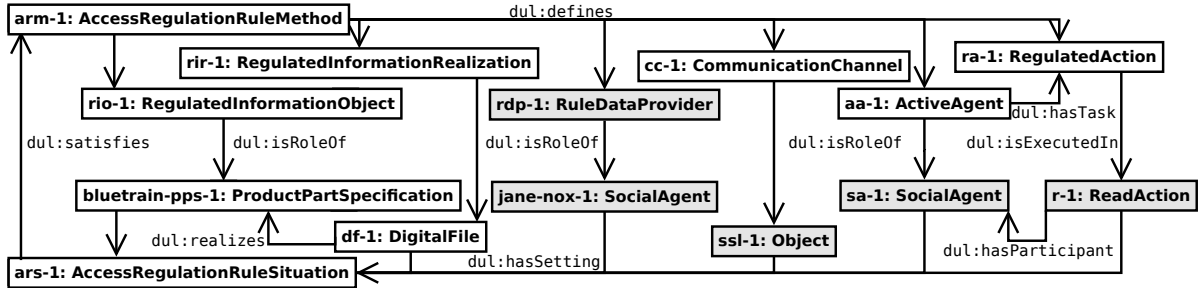 arm-1: AccessRegulationRuleMethod
dul:defines
rir-1: RegulatedInformationRealization
cc-1: CommunicationChannel
ra-1: RegulatedAction
rio-1: RegulatedInformationObject
rdp-1: RuleDataProvider
aa-1: ActiveAgent
dul:hasTask
dul:satisfies
dul:isRoleOf
dul:isRoleOf
dul:isRoleOf
dul:isExecutedIn
bluetrain-pps-1: ProductPartSpecification
jane-nox-1: SocialAgent
sa-1: SocialAgent
r-1: ReadAction
dul:realizes
df-1: DigitalFile
ssl-1: Object
dul:hasParticipant
ars-1: AccessRegulationRuleSituation
dul:hasSetting